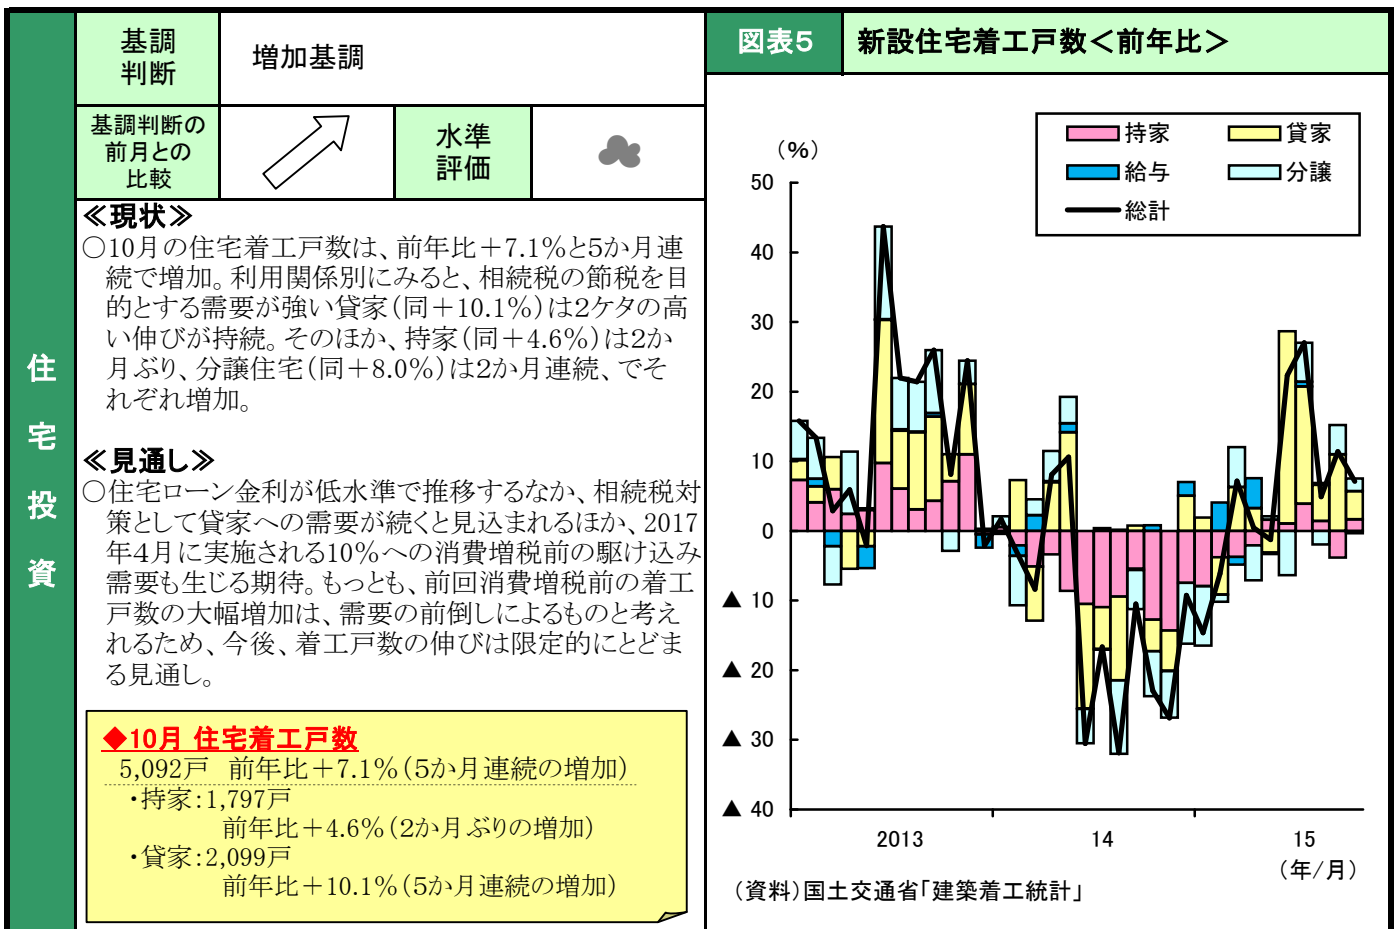 住宅投資
基調
判断
増加基調
基調判断の
前月との
比較
水準
評価
≪現状≫
○10月の住宅着工戸数は、前年比＋7.1％と5か月連
続で増加。利用関係別にみると、相続税の節税を目
的とする需要が強い貸家（同＋10.1％）は2ケタの高
い伸びが持続。そのほか、持家（同＋4.6％）は2か
月ぶり、分譲住宅（同＋8.0％）は2か月連続、でそ
れぞれ増加。
≪見通し≫
○住宅ローン金利が低水準で推移するなか、相続税対
策として貸家への需要が続くと見込まれるほか、2017
年4月に実施される10％への消費増税前の駆け込み
需要も生じる期待。もっとも、前回消費増税前の着工
戸数の大幅増加は、需要の前倒しによるものと考え
れるため、今後、着工戸数の伸びは限定的にとどま
る見通し。
◆10月 住宅着工戸数
5,092戸 前年比＋7.1％（5か月連続の増加）
・持家：1,797戸
前年比＋4.6％（2か月ぶりの増加）
・貸家：2,099戸
前年比＋10.1％（5か月連続の増加）
図表5 新設住宅着工戸数＜前年比＞
持家 貸家
給与 分譲
総計
（％）
50
40
30
20
10
0
▲ 10
▲ 20
▲ 30
▲ 40
2013 14 15
（年/月）
（資料）国土交通省「建築着工統計」